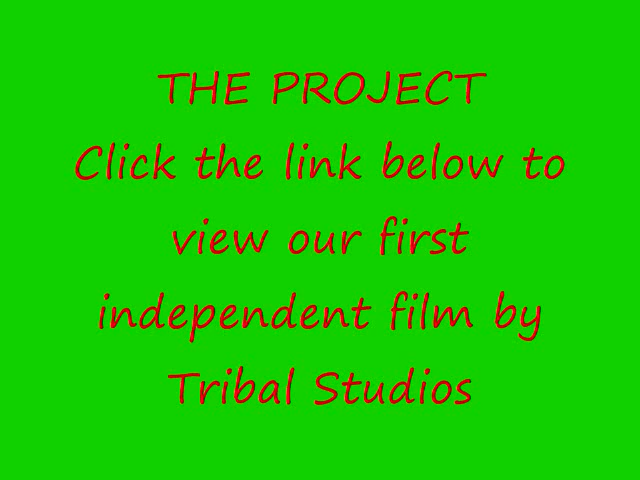 THE PROJECT
Click the link below to
view our first
independent film by
Tribal Studios